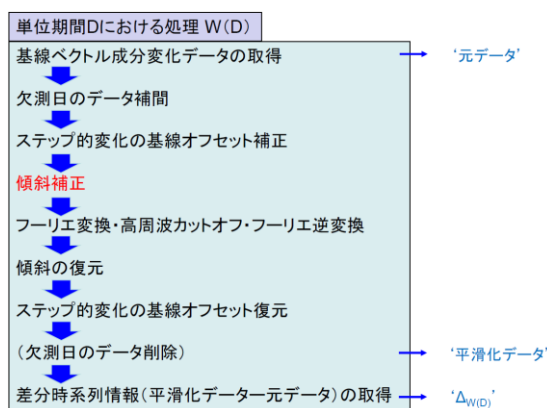 単位期間Dにおける処理 W(D)
基線ベクトル成分変化データの取得
‘元データ’
欠測日のデータ補間
ステップ的変化の基線オフセット補正
傾斜補正
フーリエ変換・高周波カットオフ・フーリエ逆変換
傾斜の復元
ステップ的変化の基線オフセット復元
(欠測日のデータ削除)
‘平滑化データ’
差分時系列情報(平滑化データー元データ)の取得
‘ΔW(D)’